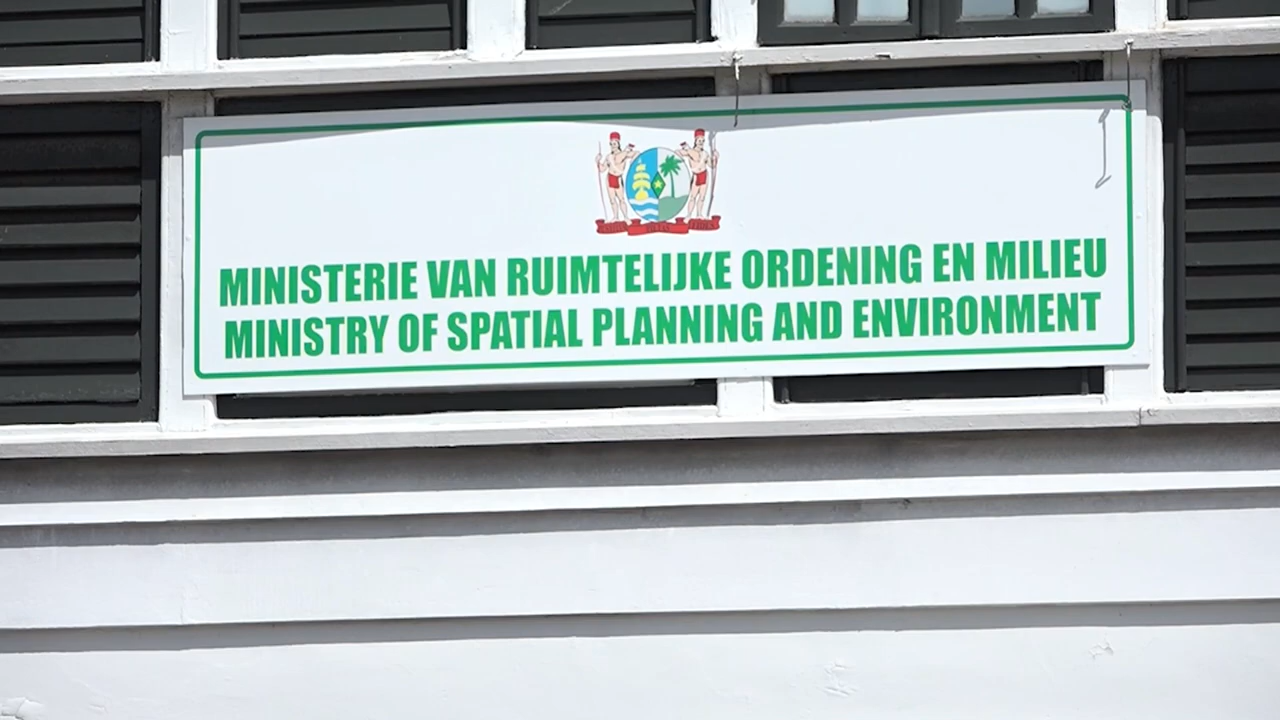 MINISTERIE VAN RUIMTELIJKE ORDENING EN MILIEU
MINISTRY OF SPATIAL PLANNING AND ENVIRONMENT